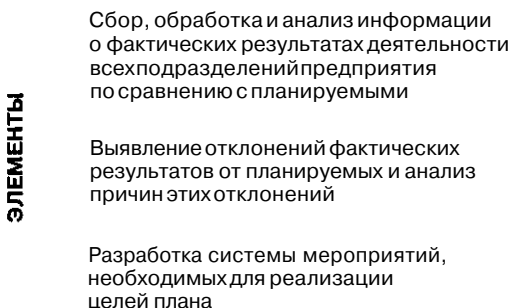 ЭЛЕМЕНТЫ
Сбор, обработка и анализ информации
о фактических результатах деятельности
всех подразделений предприятия
по сравнению с планируемыми
Выявление отклонений фактических
результатов от планируемых и анализ
причин этих отклонений
Разработка системы мероприятий,
необходимых для реализации
целей плана